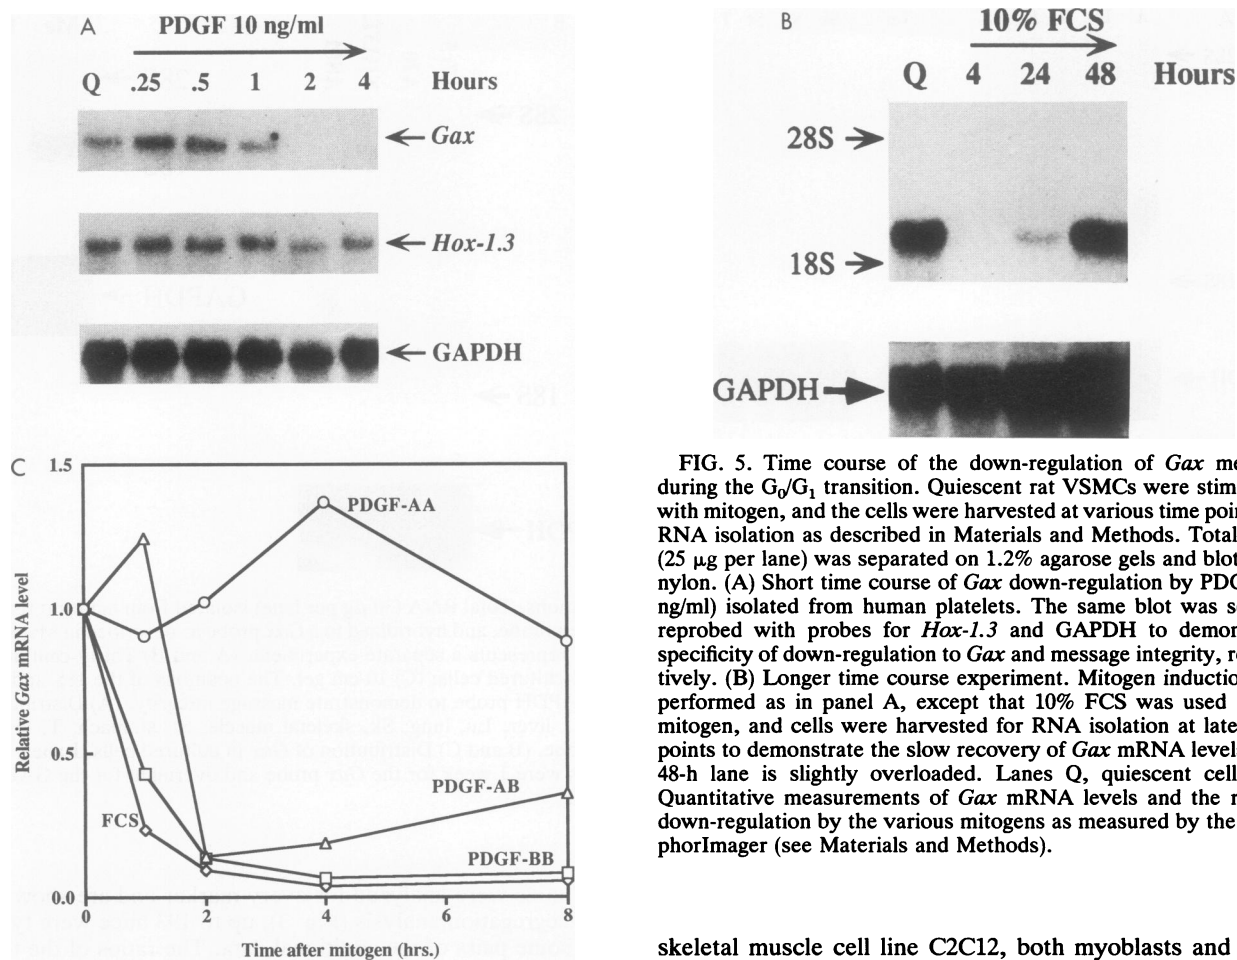 A
PDGF 10 ng/ml
Q .25 .5 1 2 4 Hours
Gax
Hox-1.3
GAPDH
B
10% FCS
Q 4 24 48 Hours
28S
18S
GAPDH
C
1.5
1.0
0.5
0.0
Relative Gax mRNA level
PDGF-AA
PDGF-AB
FCS
PDGF-BB
0 2 4 6 8
Time after mitogen (hrs.)
FIG. 5. Time course of the down-regulation of Gax me
during the G0/G1 transition. Quiescent rat VSMCs were stim
with mitogen, and the cells were harvested at various time poin
RNA isolation as described in Materials and Methods. Total
(25 μg per lane) was separated on 1.2% agarose gels and blot
nylon. (A) Short time course of Gax down-regulation by PDG
ng/ml) isolated from human platelets. The same blot was s
reprobed with probes for Hox-1.3 and GAPDH to demon
specificity of down-regulation to Gax and message integrity, r
tively. (B) Longer time course experiment. Mitogen inductio
performed as in panel A, except that 10% FCS was used
mitogen, and cells were harvested for RNA isolation at late
points to demonstrate the slow recovery of Gax mRNA level
48-h lane is slightly overloaded. Lanes Q, quiescent cell
Quantitative measurements of Gax mRNA levels and the r
down-regulation by the various mitogens as measured by the
phorImager (see Materials and Methods).
skeletal muscle cell line C2C12, both myoblasts and